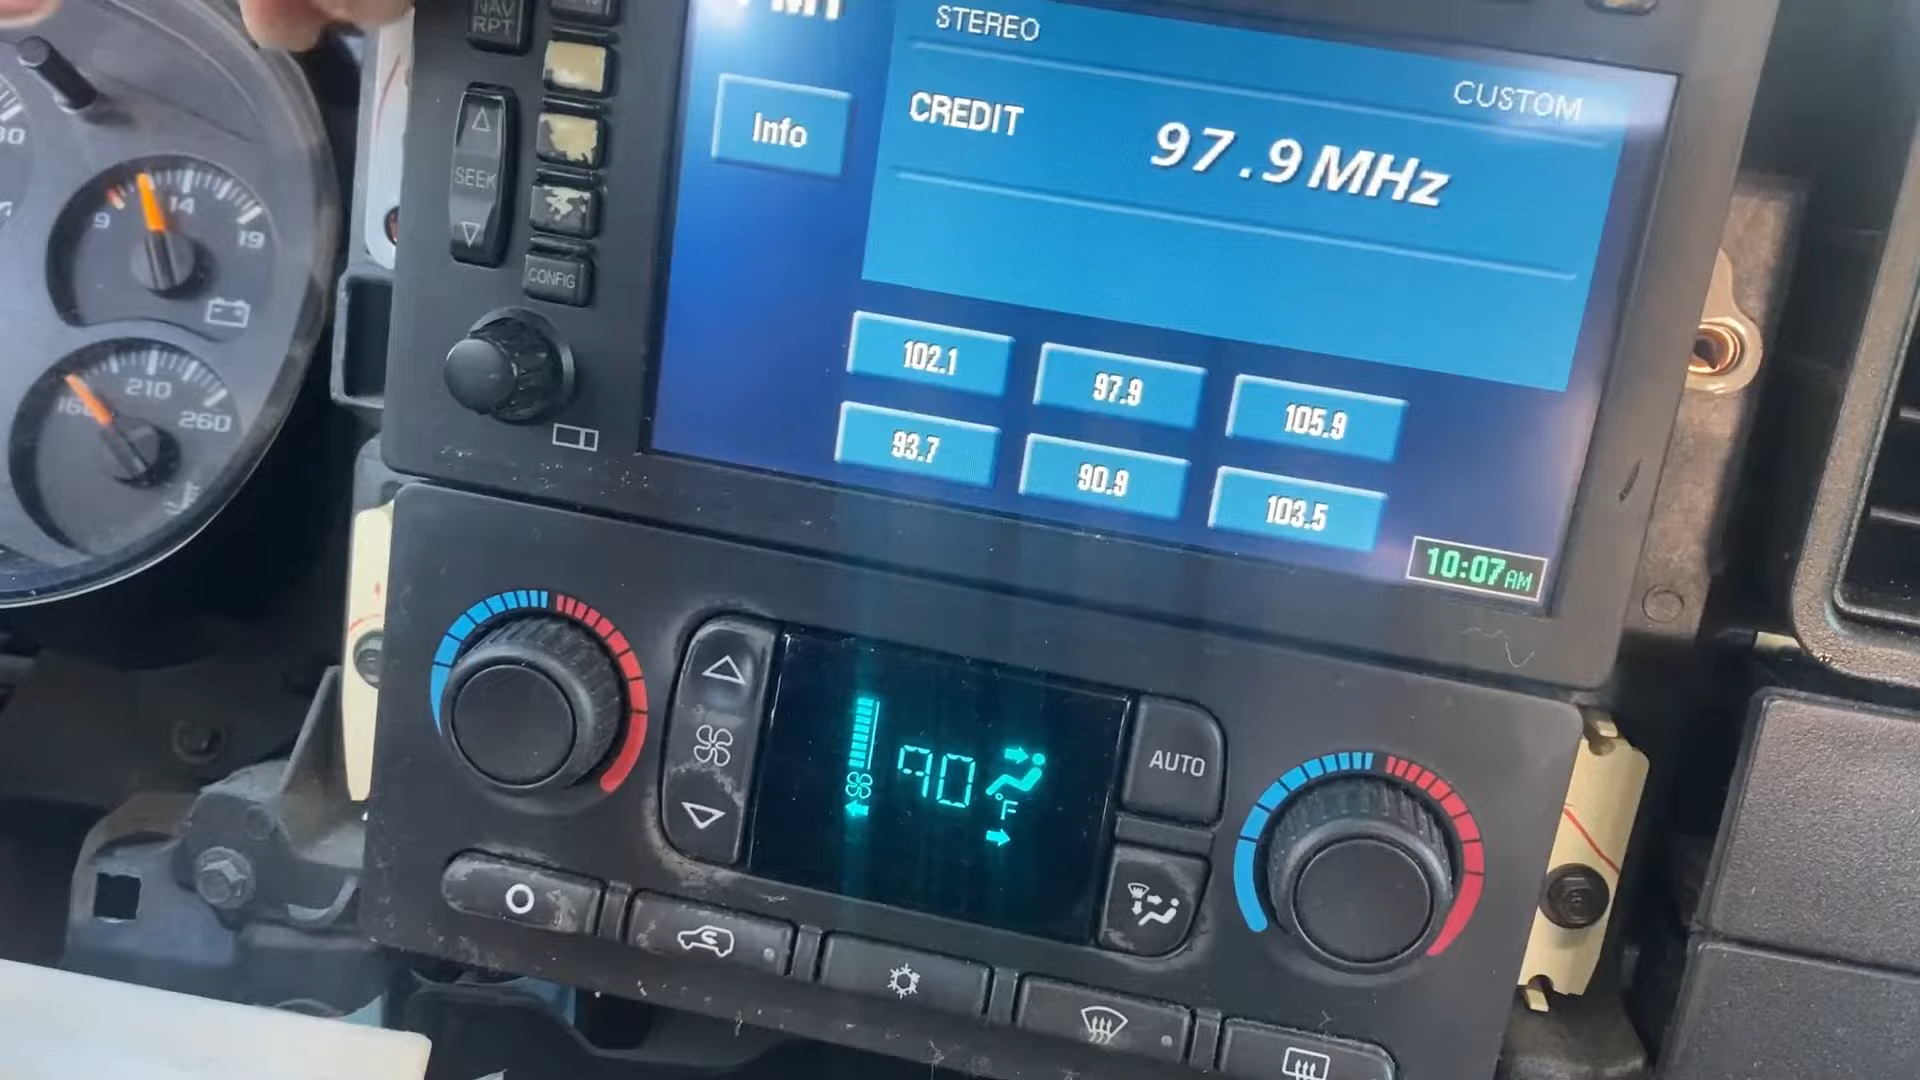 NAV
RPT
STEREO
CUSTOM
Info
CREDIT
97.9 MHz
SEEK
CONFIG
102.1
97.9
105.9
93.7
90.9
103.5
10:07 AM
9
14
19
210
260
90 °F
AUTO